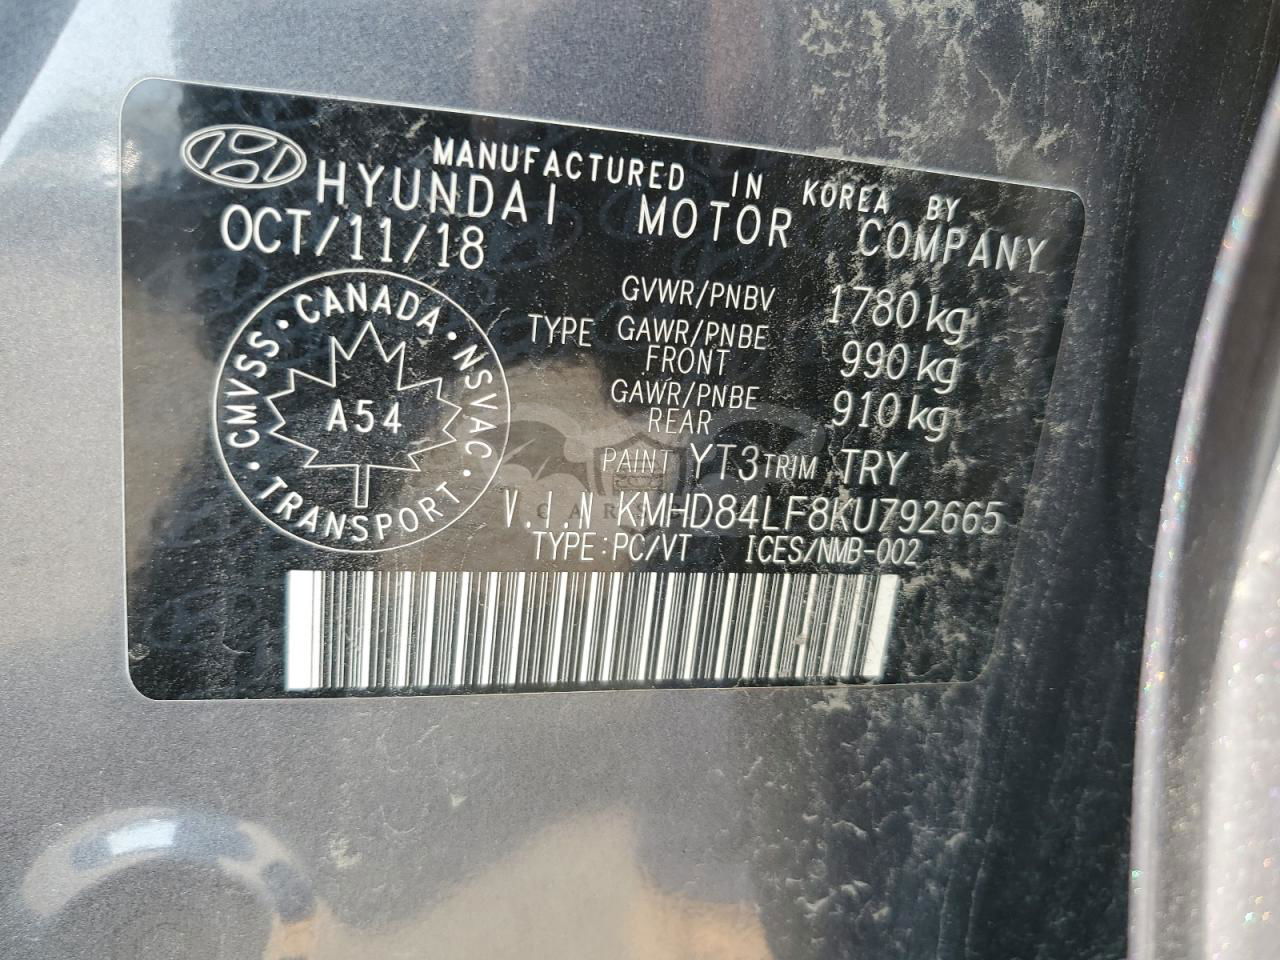 MANUFACTURED IN KOREA BY
HYUNDAI MOTOR COMPANY
OCT/11/18
GVWR/PNBV 1780 kg
TYPE GAWR/PNBE FRONT 990 kg
GAWR/PNBE REAR 910 kg
PAINT YT3 TRIM TRY
V.I.N KMHD84LF8KU792665
TYPE:PC/VT ICES/NMB-002
CANADA · NSVAC · TRANSPORT · CMVSS ·
A54